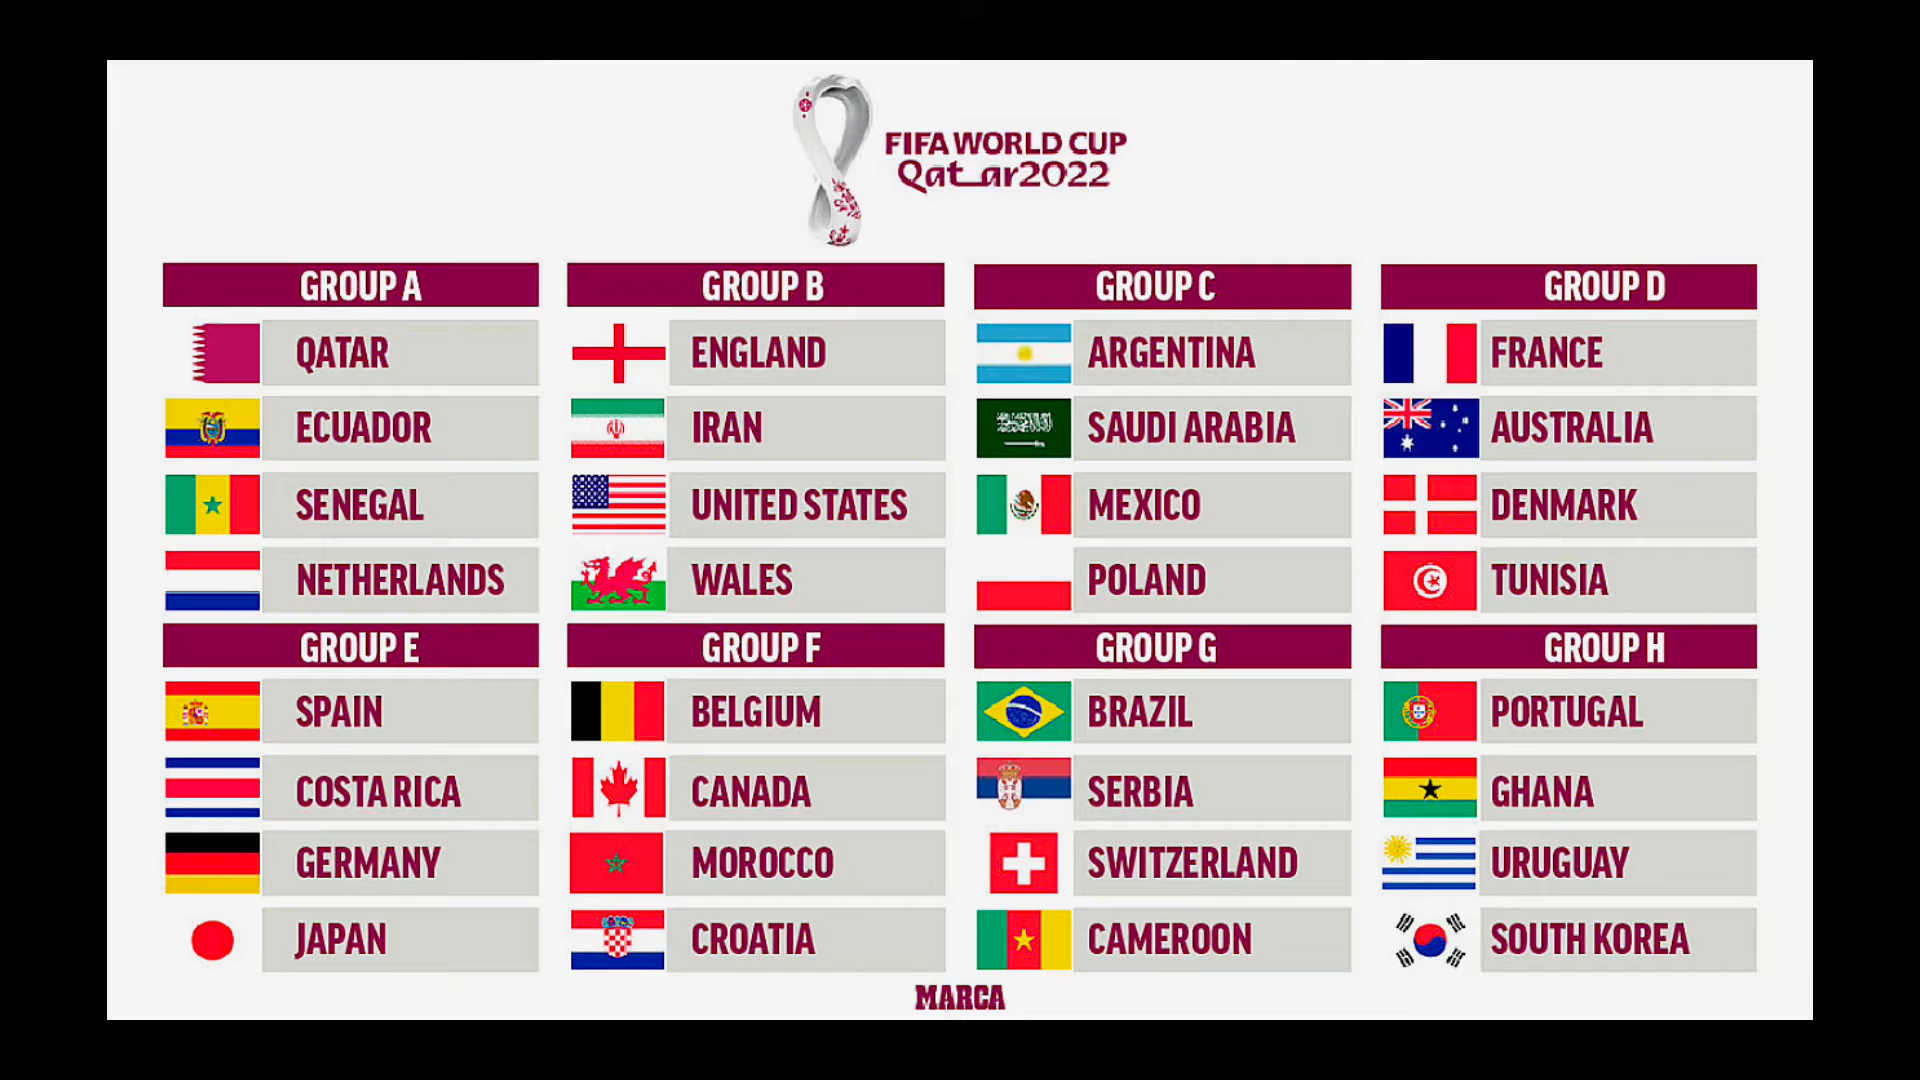 FIFA WORLD CUP
Qatar2022
GROUP A
QATAR
ECUADOR
SENEGAL
NETHERLANDS
GROUP B
ENGLAND
IRAN
UNITED STATES
WALES
GROUP C
ARGENTINA
SAUDI ARABIA
MEXICO
POLAND
GROUP D
FRANCE
AUSTRALIA
DENMARK
TUNISIA
GROUP E
SPAIN
COSTA RICA
GERMANY
JAPAN
GROUP F
BELGIUM
CANADA
MOROCCO
CROATIA
GROUP G
BRAZIL
SERBIA
SWITZERLAND
CAMEROON
GROUP H
PORTUGAL
GHANA
URUGUAY
SOUTH KOREA
MARCA